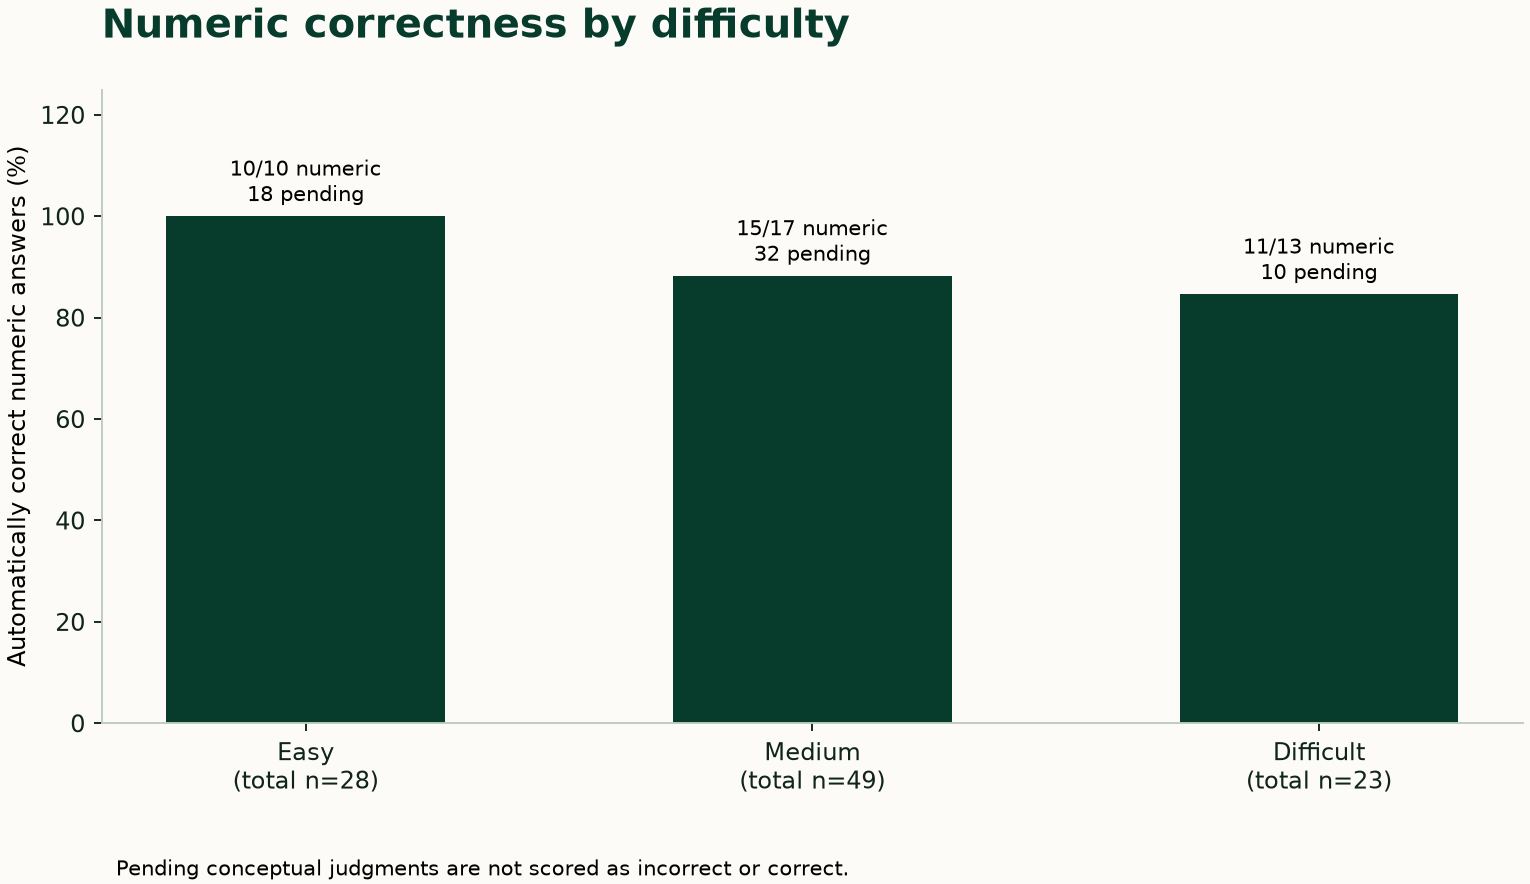 Numeric correctness by difficulty
Automatically correct numeric answers (%)
120
100
80
60
40
20
0
10/10 numeric
18 pending
15/17 numeric
32 pending
11/13 numeric
10 pending
Easy
(total n=28)
Medium
(total n=49)
Difficult
(total n=23)
Pending conceptual judgments are not scored as incorrect or correct.